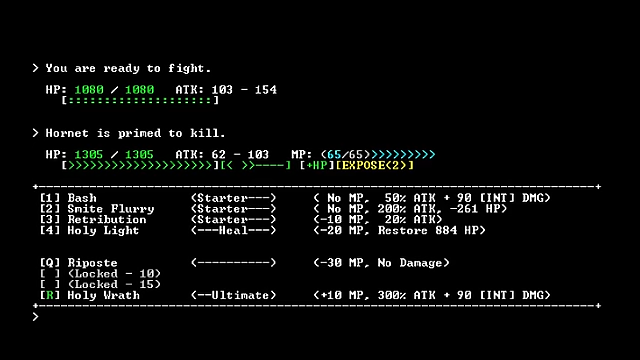 > You are ready to fight.
HP: 1080 / 1080 ATK: 103 - 154
[::::::::::::::::::::]
> Hornet is primed to kill.
HP: 1305 / 1305 ATK: 62 - 103 MP: <65/65>>>>>>>>>>>
[>>>>>>>>>>>>>>>>>>>>][< >>----] [+HP][EXPOSE<2>]
+------------------------------------------------------------------------------+
[1] Bash <Starter---> < No MP, 50% ATK + 90 [INT] DMG>
[2] Smite Flurry <Starter---> < No MP, 200% ATK, -261 HP>
[3] Retribution <Starter---> <-10 MP, 20% ATK>
[4] Holy Light <---Heal---> <-20 MP, Restore 884 HP>
[Q] Riposte <----------> <-30 MP, No Damage>
[ ] <Locked - 10>
[ ] <Locked - 15>
[R] Holy Wrath <--Ultimate> <+10 MP, 300% ATK + 90 [INT] DMG>
+------------------------------------------------------------------------------+
>